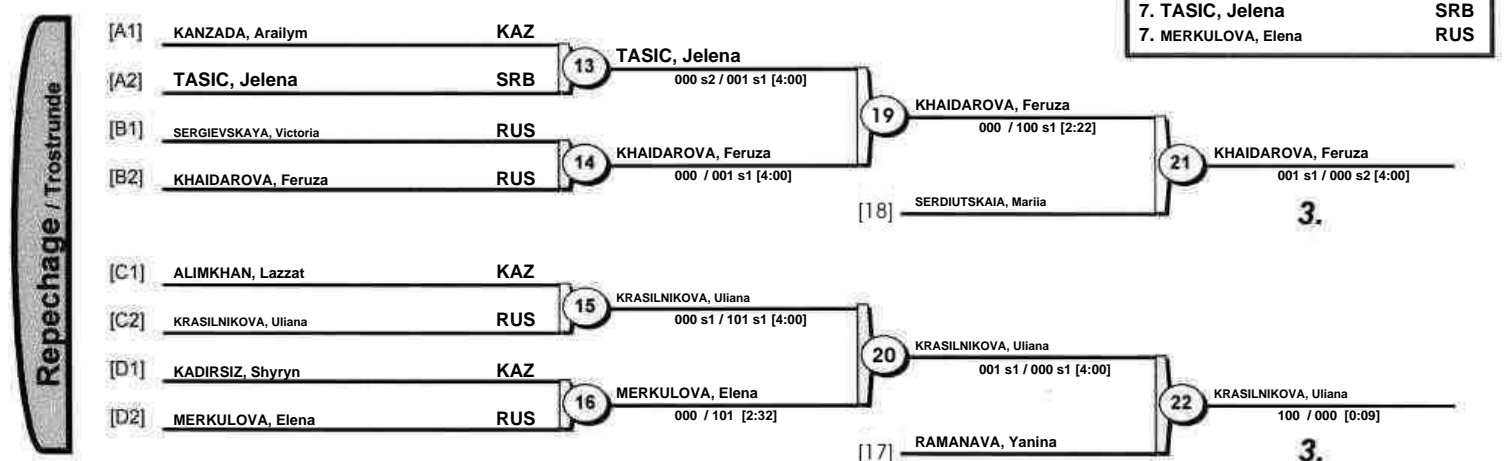 7. TASIC, Jelena SRB
7. MERKULOVA, Elena RUS
Repechage / Trostrunde
[A1] KANZADA, Arailym KAZ
13 TASIC, Jelena
000 s2 / 001 s1 [4:00]
[A2] TASIC, Jelena SRB
19 KHAIDAROVA, Feruza
000 / 100 s1 [2:22]
[B1] SERGIEVSKAYA, Victoria RUS
14 KHAIDAROVA, Feruza
000 / 001 s1 [4:00]
21 KHAIDAROVA, Feruza
001 s1 / 000 s2 [4:00]
[B2] KHAIDAROVA, Feruza RUS
[18] SERDIUTSKAIA, Mariia
3.
[C1] ALIMKHAN, Lazzat KAZ
15 KRASILNIKOVA, Uliana
000 s1 / 101 s1 [4:00]
[C2] KRASILNIKOVA, Uliana RUS
20 KRASILNIKOVA, Uliana
001 s1 / 000 s1 [4:00]
[D1] KADIRSIZ, Shyryn KAZ
16 MERKULOVA, Elena
000 / 101 [2:32]
22 KRASILNIKOVA, Uliana
100 / 000 [0:09]
[D2] MERKULOVA, Elena RUS
[17] RAMANAVA, Yanina
3.